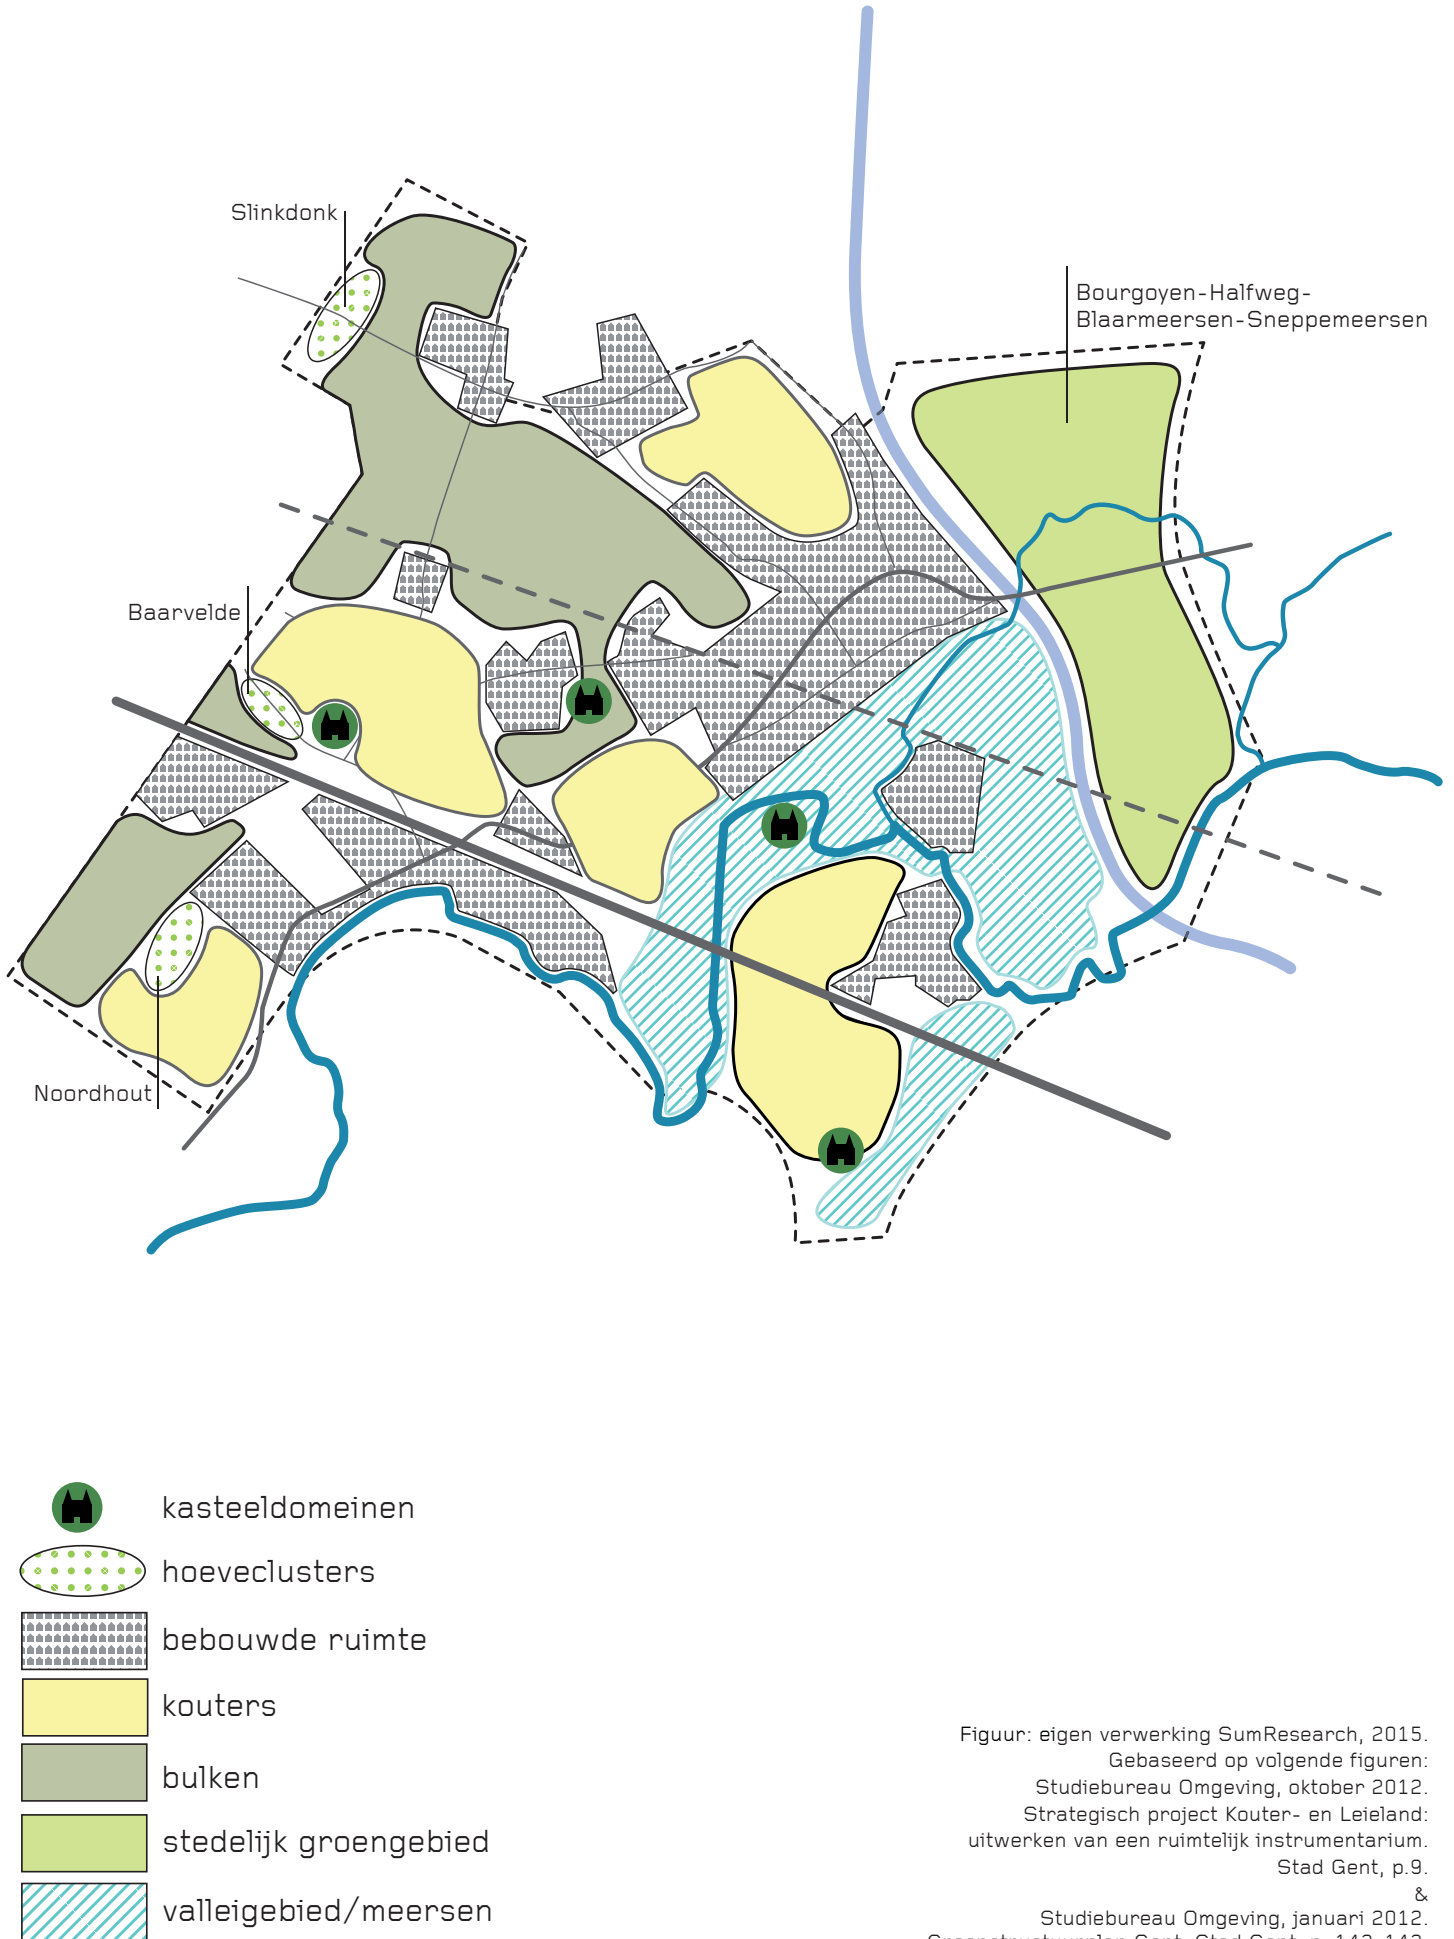 Slinkdonk
Bourgoyen-Halfweg-
Blaarmeersen-Sneppemeersen
Baarvelde
Noordhout
kasteeldomeinen
hoeveclusters
bebouwde ruimte
kouters
bulken
stedelijk groengebied
valleigebied/meersen
Figuur: eigen verwerking SumResearch, 2015.
Gebaseerd op volgende figuren:
Studiebureau Omgeving, oktober 2012.
Strategisch project Kouter- en Leieland:
uitwerken van een ruimtelijk instrumentarium.
Stad Gent, p.9.
&
Studiebureau Omgeving, januari 2012.